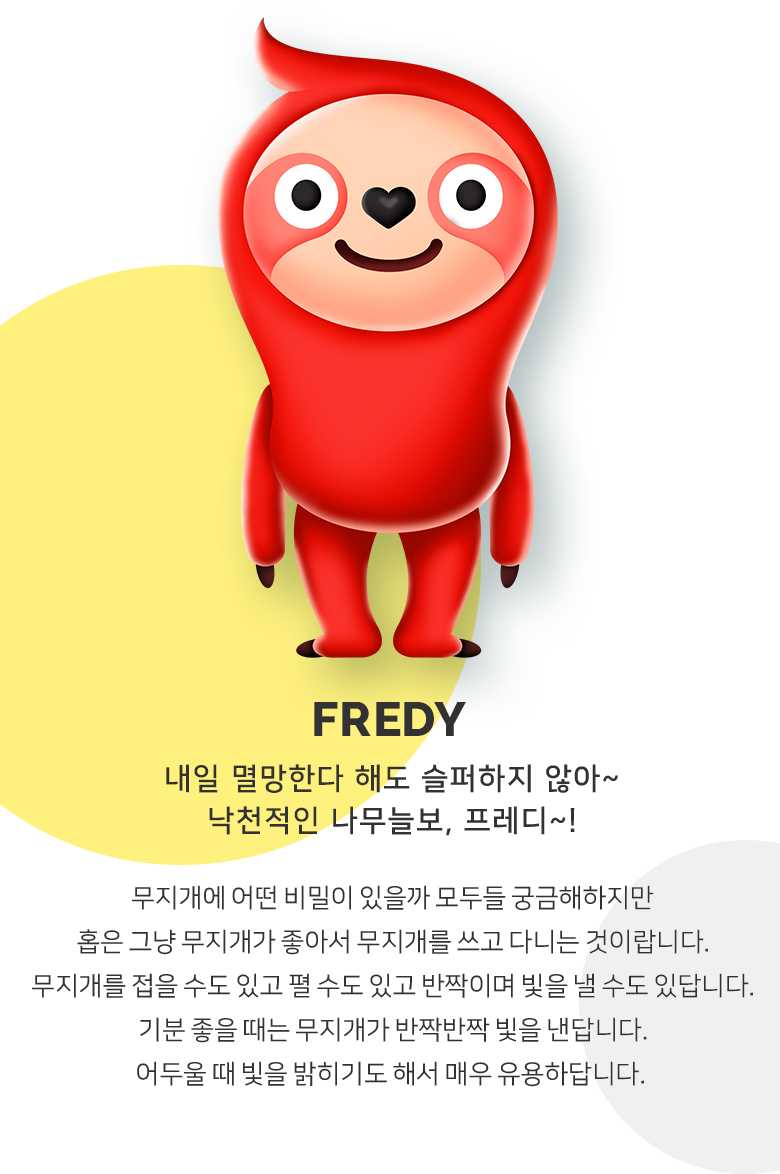 FREDY
내일 멸망한다 해도 슬퍼하지 않아~
낙천적인 나무늘보, 프레디~!
무지개에 어떤 비밀이 있을까 모두들 궁금해하지만
홉은 그냥 무지개가 좋아서 무지개를 쓰고 다니는 것이랍니다.
무지개를 접을 수도 있고 펼 수도 있고 반짝이며 빛을 낼 수도 있답니다.
기분 좋을 때는 무지개가 반짝반짝 빛을 낸답니다.
어두울 때 빛을 밝히기도 해서 매우 유용하답니다.